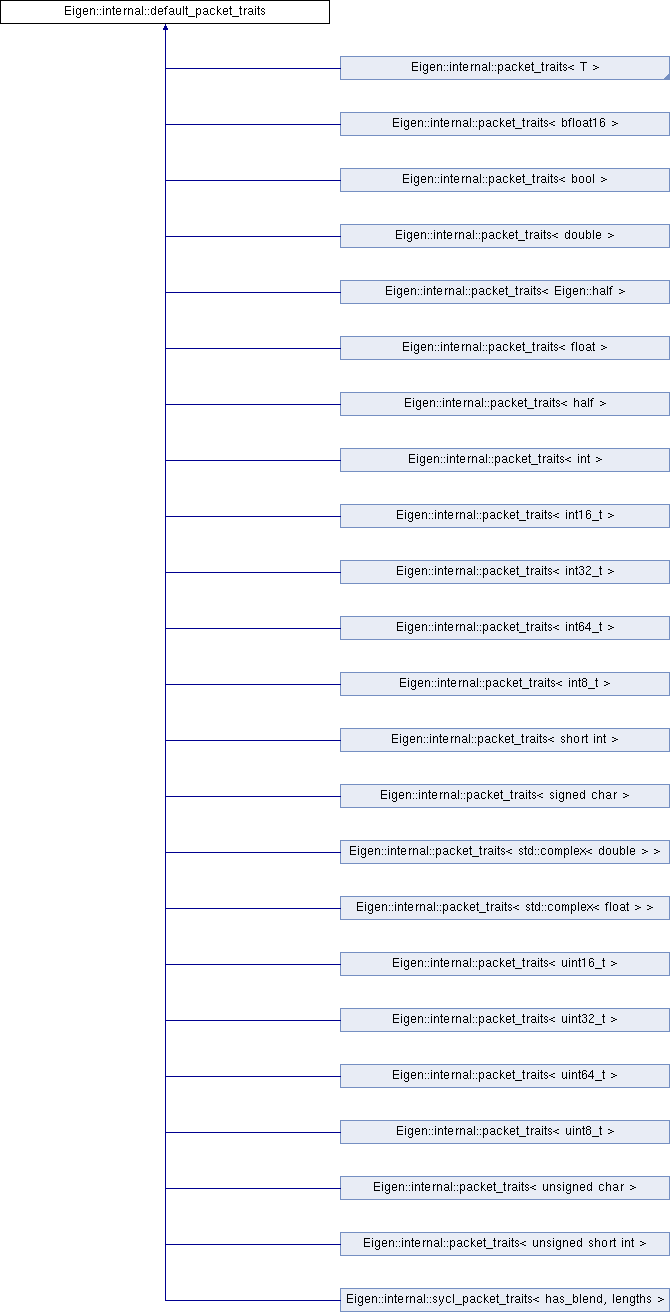 Eigen::internal::default_packet_traits
Eigen::internal::packet_traits< T >
Eigen::internal::packet_traits< bfloat16 >
Eigen::internal::packet_traits< bool >
Eigen::internal::packet_traits< double >
Eigen::internal::packet_traits< Eigen::half >
Eigen::internal::packet_traits< float >
Eigen::internal::packet_traits< half >
Eigen::internal::packet_traits< int >
Eigen::internal::packet_traits< int16_t >
Eigen::internal::packet_traits< int32_t >
Eigen::internal::packet_traits< int64_t >
Eigen::internal::packet_traits< int8_t >
Eigen::internal::packet_traits< short int >
Eigen::internal::packet_traits< signed char >
Eigen::internal::packet_traits< std::complex< double > >
Eigen::internal::packet_traits< std::complex< float > >
Eigen::internal::packet_traits< uint16_t >
Eigen::internal::packet_traits< uint32_t >
Eigen::internal::packet_traits< uint64_t >
Eigen::internal::packet_traits< uint8_t >
Eigen::internal::packet_traits< unsigned char >
Eigen::internal::packet_traits< unsigned short int >
Eigen::internal::sycl_packet_traits< has_blend, lengths >